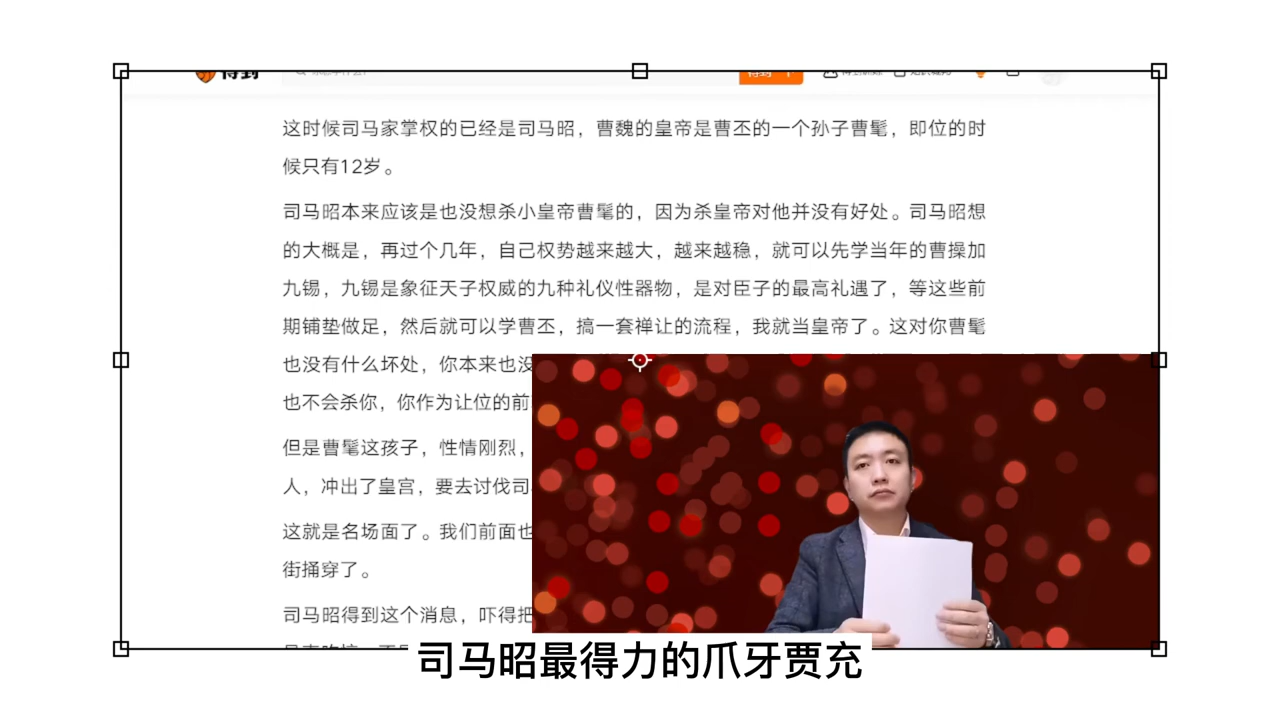 得到
这时候司马家掌权的已经是司马昭，曹魏的皇帝是曹丕的一个孙子曹髦，即位的时
候只有12岁。
司马昭本来应该是也没想杀小皇帝曹髦的，因为杀皇帝对他并没有好处。司马昭想
的大概是，再过个几年，自己权势越来越大，越来越稳，就可以先学当年的曹操加
九锡，九锡是象征天子权威的九种礼仪性器物，是对臣子的最高礼遇了，等这些前
期铺垫做足，然后就可以学曹丕，搞一套禅让的流程，我就当皇帝了。这对你曹髦
也没有什么坏处，你本来也没
也不会杀你，你作为让位的前
但是曹髦这孩子，性情刚烈，
人，冲出了皇宫，要去讨伐司
这就是名场面了。我们前面也
街捅穿了。
司马昭得到这个消息，吓得把
司马昭最得力的爪牙贾充